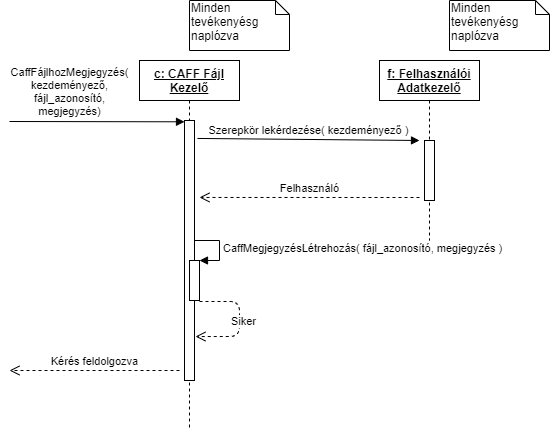 Minden
tevékenyésg
naplózva
Minden
tevékenyésg
naplózva
CaffFájlhozMegjegyzés(
kezdeményező,
fájl_azonosító,
megjegyzés)
c: CAFF Fájl
Kezelő
f: Felhasználói
Adatkezelő
Szerepkör lekérdezése( kezdeményező )
Felhasználó
CaffMegjegyzésLétrehozás( fájl_azonosító, megjegyzés )
Siker
Kérés feldolgozva